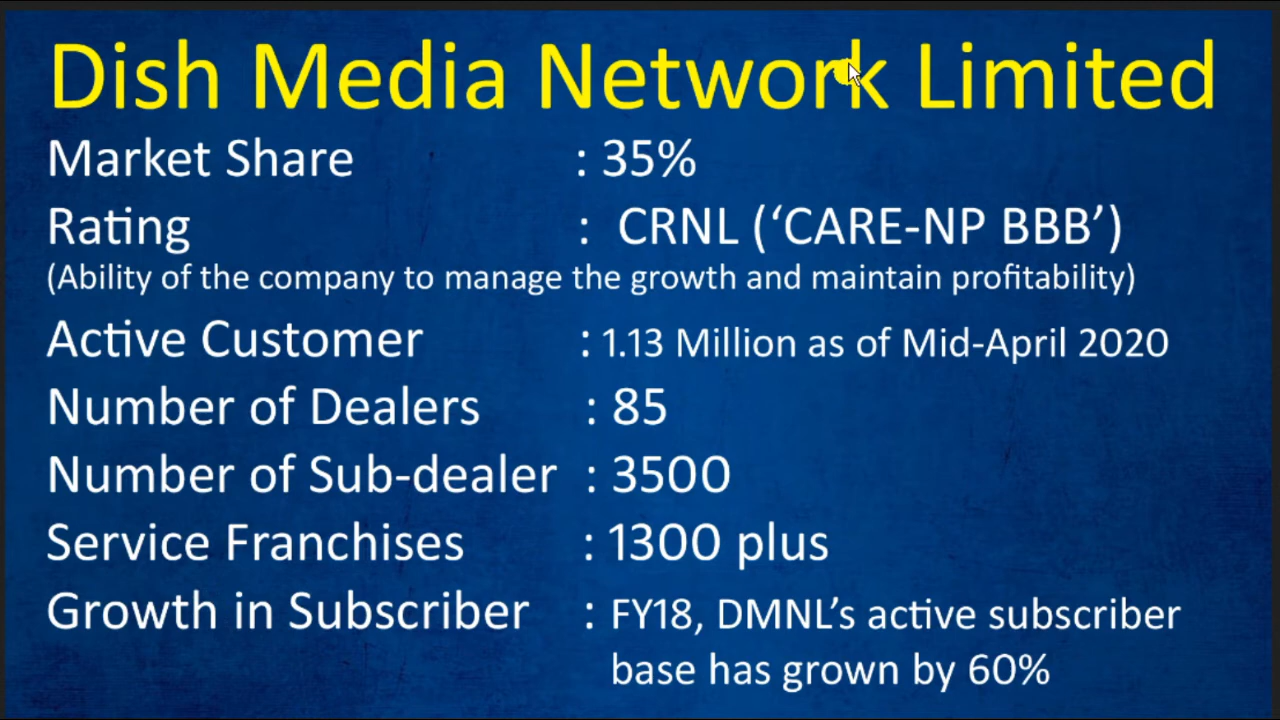 Dish Media Network Limited
Market Share : 35%
Rating : CRNL (‘CARE-NP BBB’)
(Ability of the company to manage the growth and maintain profitability)
Active Customer : 1.13 Million as of Mid-April 2020
Number of Dealers : 85
Number of Sub-dealer : 3500
Service Franchises : 1300 plus
Growth in Subscriber : FY18, DMNL’s active subscriber
base has grown by 60%